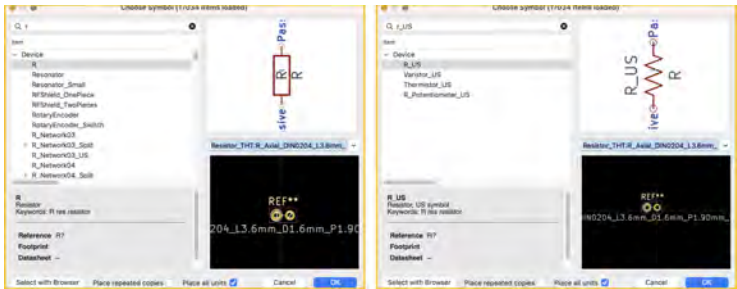 Choose Symbol (17034 items loaded)
r
Item
Device
R
Resonator
Resonator_Small
RFShield_OnePiece
RFShield_TwoPieces
RotaryEncoder
RotaryEncoder_Switch
R_Network03
R_Network03_Split
R_Network03_US
R_Network04
R_Network04_Split
R
Resistor
Keywords: R res resistor
Reference R?
Footprint
Datasheet ~
Pas
R
R
sive
Resistor_THT:R_Axial_DIN0204_L3.6mm_
REF**
204_L3.6mm_D1.6mm_P1.90
Select with Browser
Place repeated copies
Place all units
Cancel
OK
Choose Symbol (17034 items loaded)
r_US
Item
Device
R_US
Varistor_US
Thermistor_US
R_Potentiometer_US
R_US
Resistor, US symbol
Keywords: R res resistor
Reference R?
Footprint
Datasheet ~
Pa
R_US
R
ive
Resistor_THT:R_Axial_DIN0204_L3.6mm_
REF**
IN0204_L3.6mm_D1.6mm_P1.90mm_
Select with Browser
Place repeated copies
Place all units
Cancel
OK